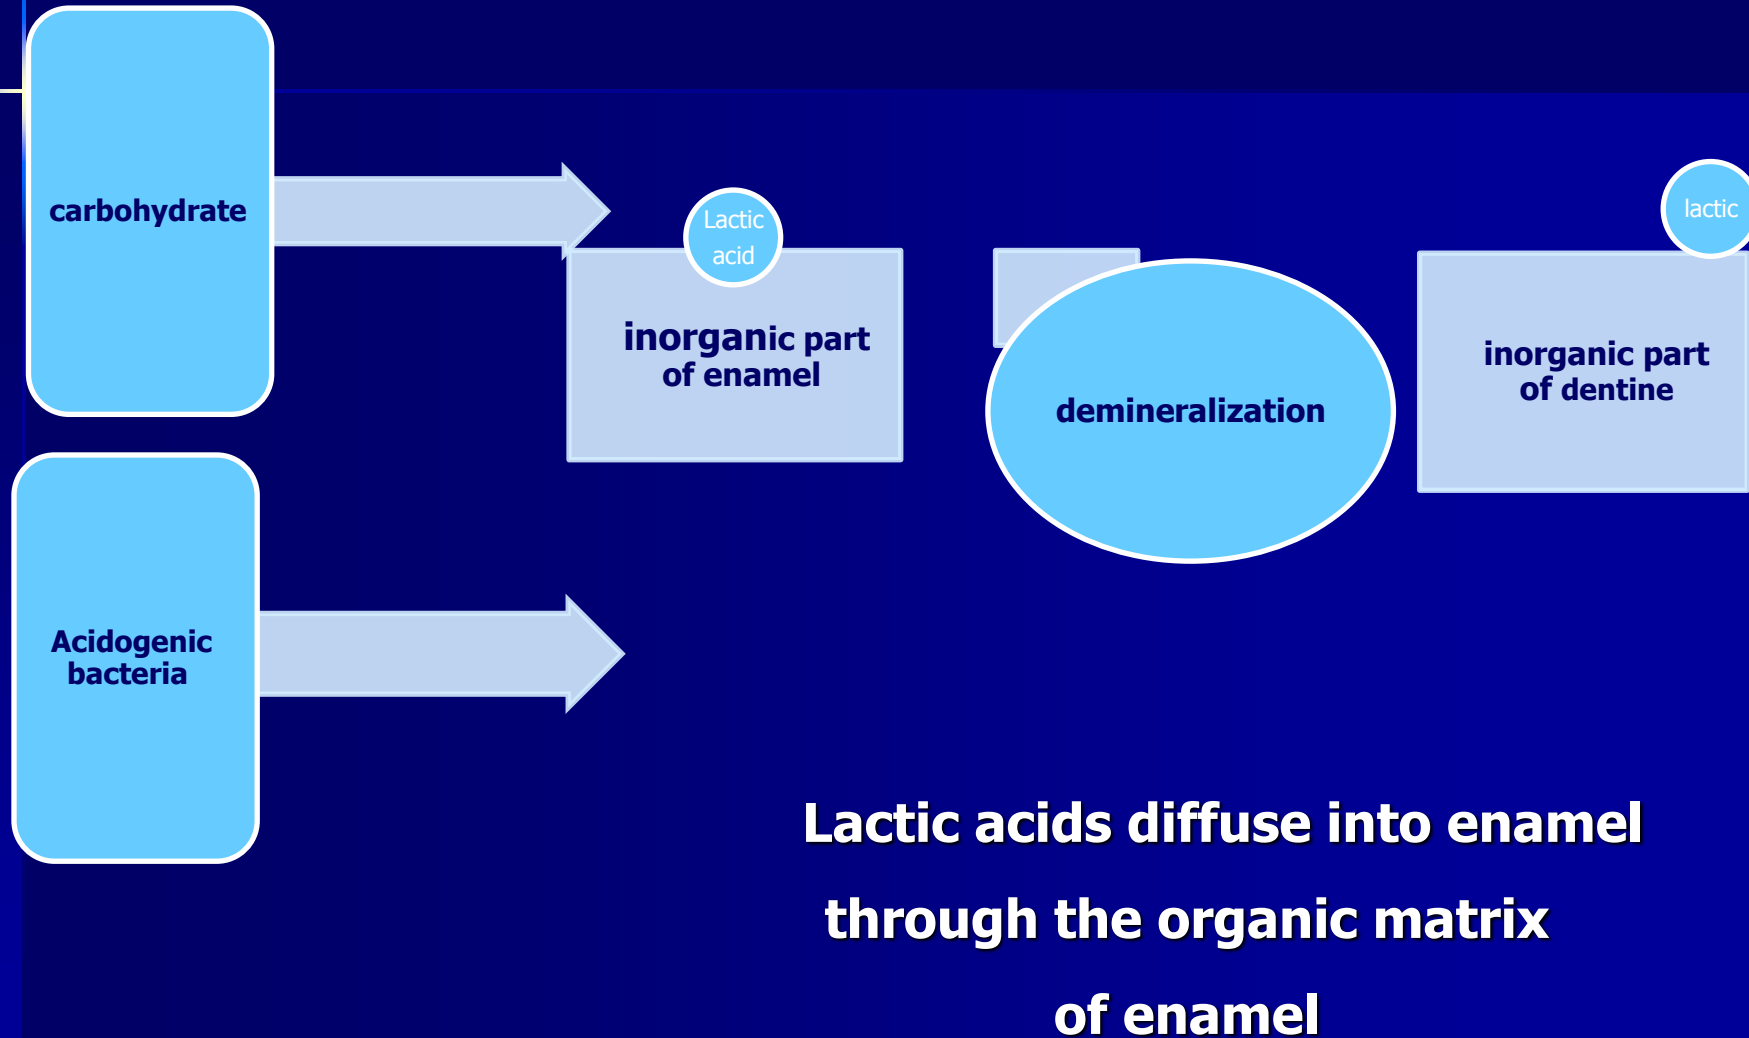 carbohydrate
Lactic
acid
inorganic part
of enamel
demineralization
lactic
inorganic part
of dentine
Acidogenic
bacteria
Lactic acids diffuse into enamel
through the organic matrix
of enamel